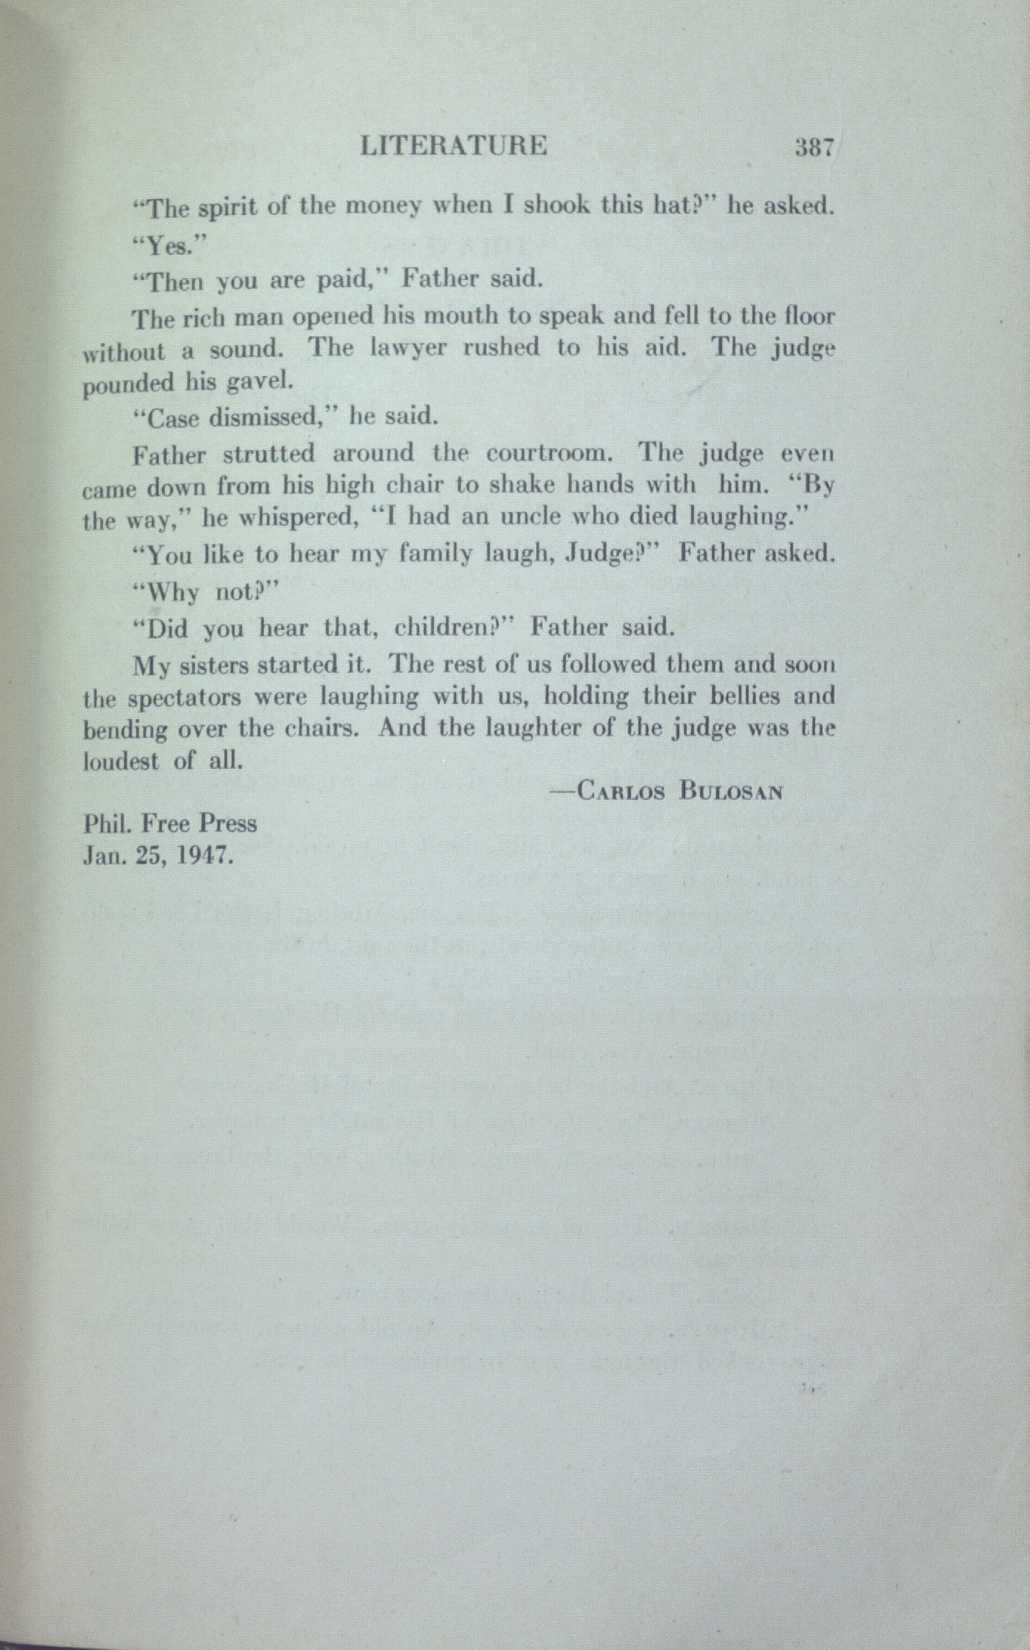 LITERATURE 387
“The spirit of the money when I shook this hat?” he asked.
“Yes.”
“Then you are paid,” Father said.
The rich man opened his mouth to speak and fell to the floor
without a sound. The lawyer rushed to his aid. The judge
pounded his gavel.
“Case dismissed,” he said.
Father strutted around the courtroom. The judge even
came down from his high chair to shake hands with him. “By
the way,” he whispered, “I had an uncle who died laughing.”
“You like to hear my family laugh, Judge?” Father asked.
“Why not?”
“Did you hear that, children?” Father said.
My sisters started it. The rest of us followed them and soon
the spectators were laughing with us, holding their bellies and
bending over the chairs. And the laughter of the judge was the
loudest of all.
—CARLOS BULOSAN
Phil. Free Press
Jan. 25, 1947.